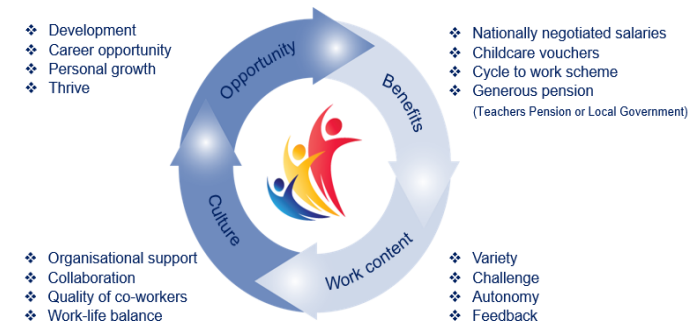 ❖ Development
❖ Career opportunity
❖ Personal growth
❖ Thrive
❖ Nationally negotiated salaries
❖ Childcare vouchers
❖ Cycle to work scheme
❖ Generous pension
(Teachers Pension or Local Government)
Opportunity
Benefits
Culture
Work content
❖ Organisational support
❖ Collaboration
❖ Quality of co-workers
❖ Work-life balance
❖ Variety
❖ Challenge
❖ Autonomy
❖ Feedback